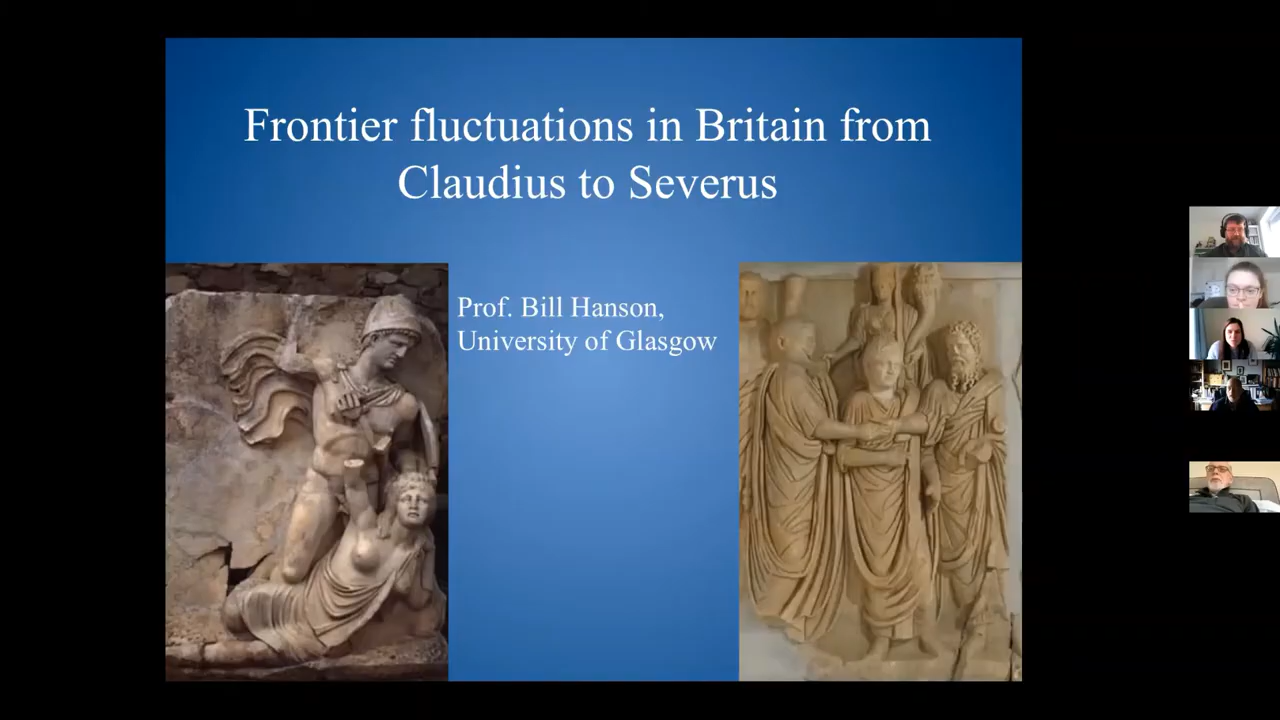 Frontier fluctuations in Britain from
Claudius to Severus
Prof. Bill Hanson,
University of Glasgow